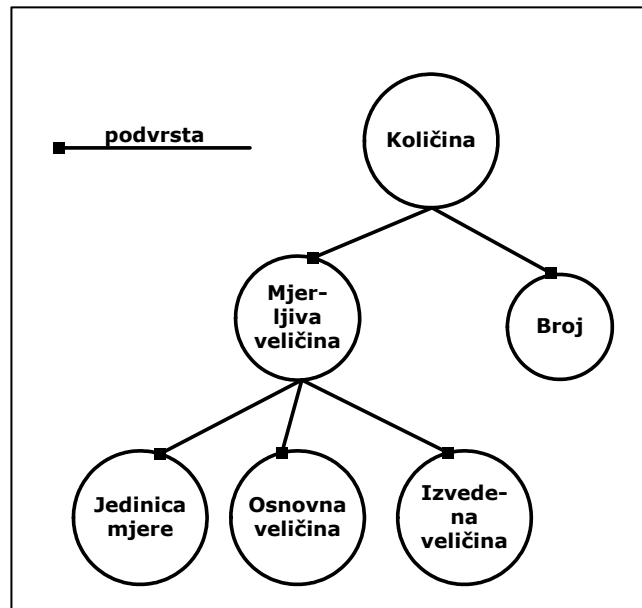 podvrsta
Količina
Mjer-
ljiva
veličina
Broj
Jedinica
mjere
Osnovna
veličina
Izvede-
na
veličina